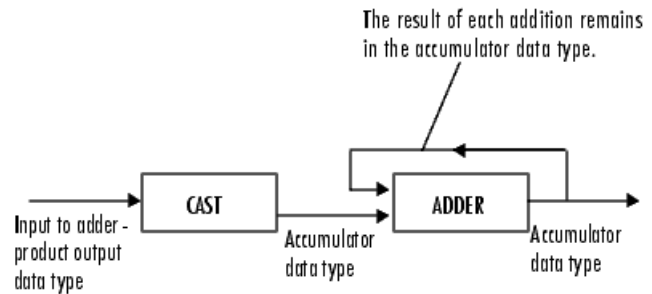 The result of each addition remains
in the accumulator data type.
CAST
ADDER
Input to adder -
product output
data type
Accumulator
data type
Accumulator
data type